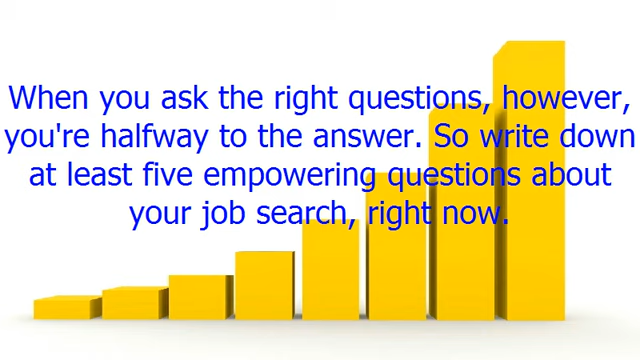 When you ask the right questions, however,
you're halfway to the answer. So write down
at least five empowering questions about
your job search, right now.